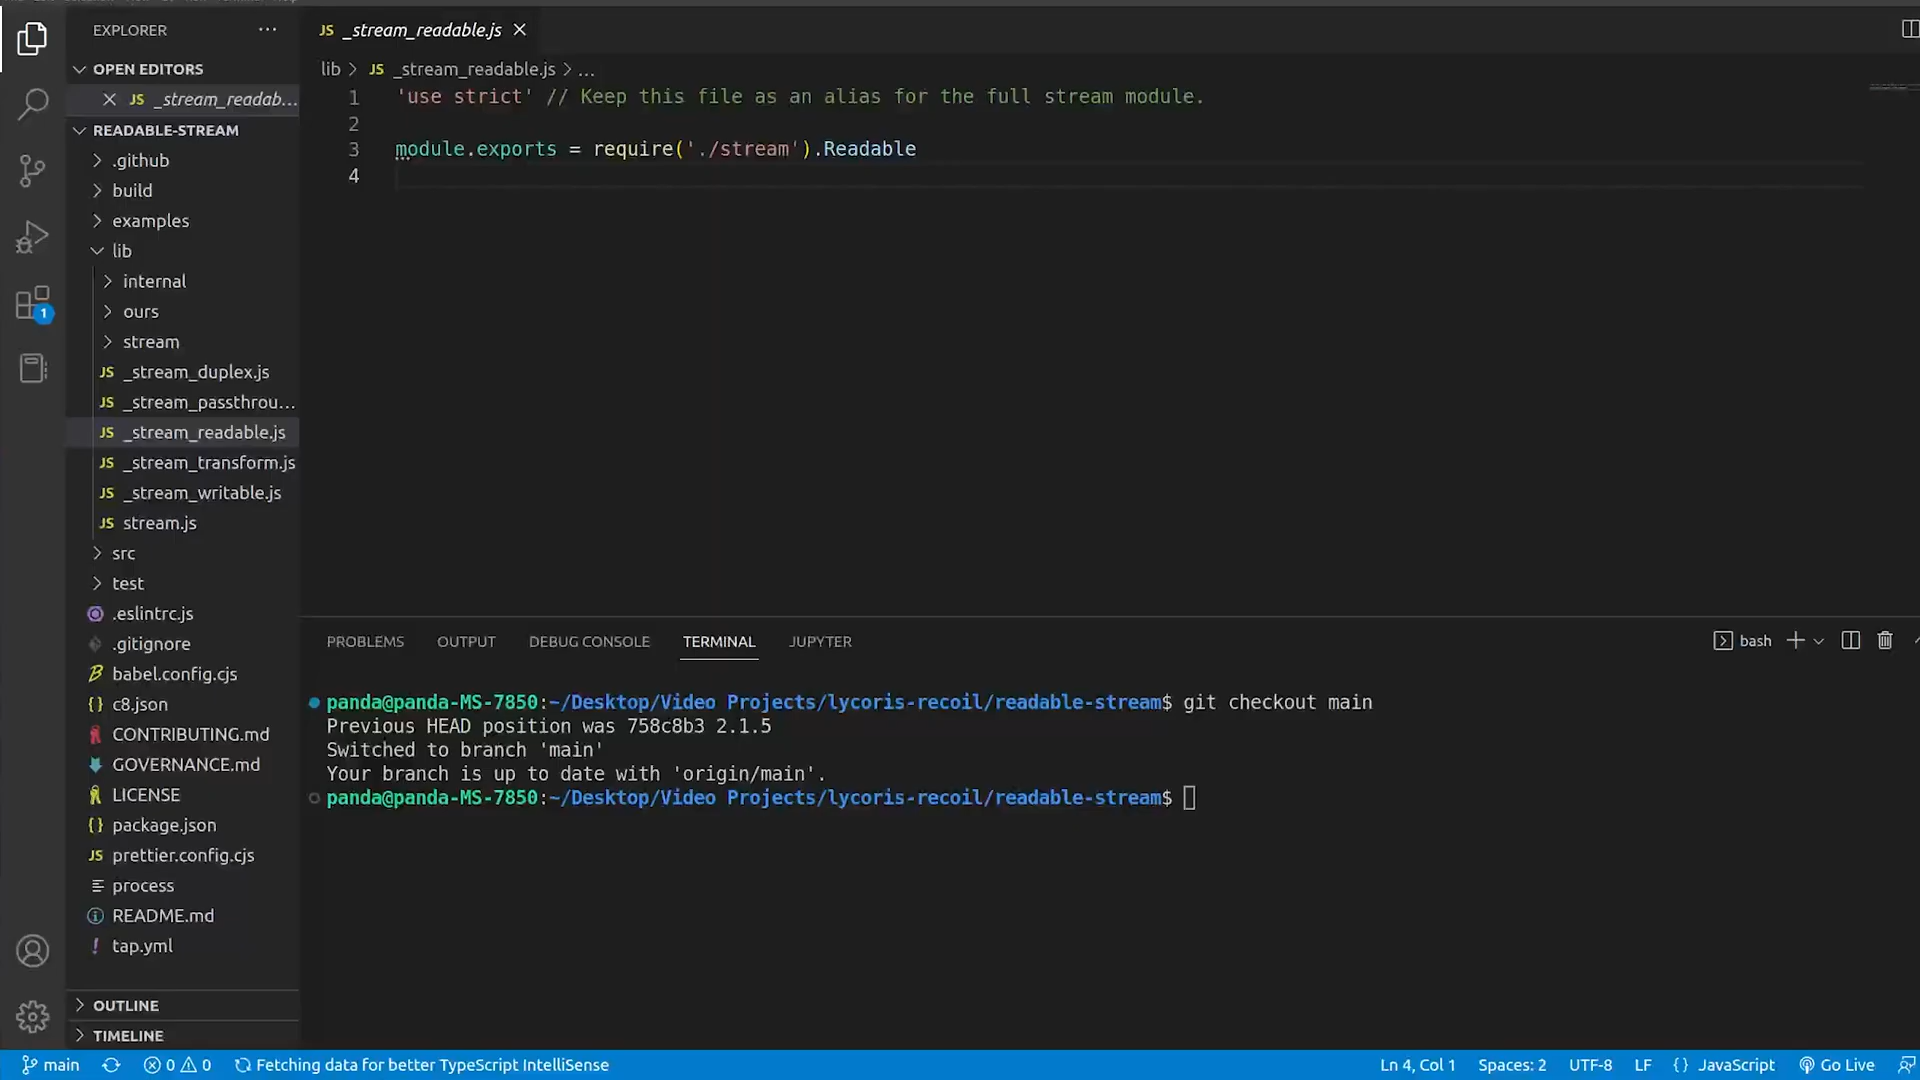 EXPLORER
OPEN EDITORS
JS _stream_readab...
READABLE-STREAM
.github
build
examples
lib
internal
ours
stream
JS _stream_duplex.js
JS _stream_passthrou...
JS _stream_readable.js
JS _stream_transform.js
JS _stream_writable.js
JS stream.js
src
test
.eslintrc.js
.gitignore
babel.config.cjs
{} c8.json
CONTRIBUTING.md
GOVERNANCE.md
LICENSE
{} package.json
JS prettier.config.cjs
process
README.md
! tap.yml
OUTLINE
TIMELINE
1
JS _stream_readable.js
lib > JS _stream_readable.js > ...
1 'use strict' // Keep this file as an alias for the full stream module.
2
3 module.exports = require('./stream').Readable
4
PROBLEMS OUTPUT DEBUG CONSOLE TERMINAL JUPYTER
bash
panda@panda-MS-7850:~/Desktop/Video Projects/lycoris-recoil/readable-stream$ git checkout main
Previous HEAD position was 758c8b3 2.1.5
Switched to branch 'main'
Your branch is up to date with 'origin/main'.
panda@panda-MS-7850:~/Desktop/Video Projects/lycoris-recoil/readable-stream$
main 0 0 Fetching data for better TypeScript IntelliSense Ln 4, Col 1 Spaces: 2 UTF-8 LF {} JavaScript Go Live